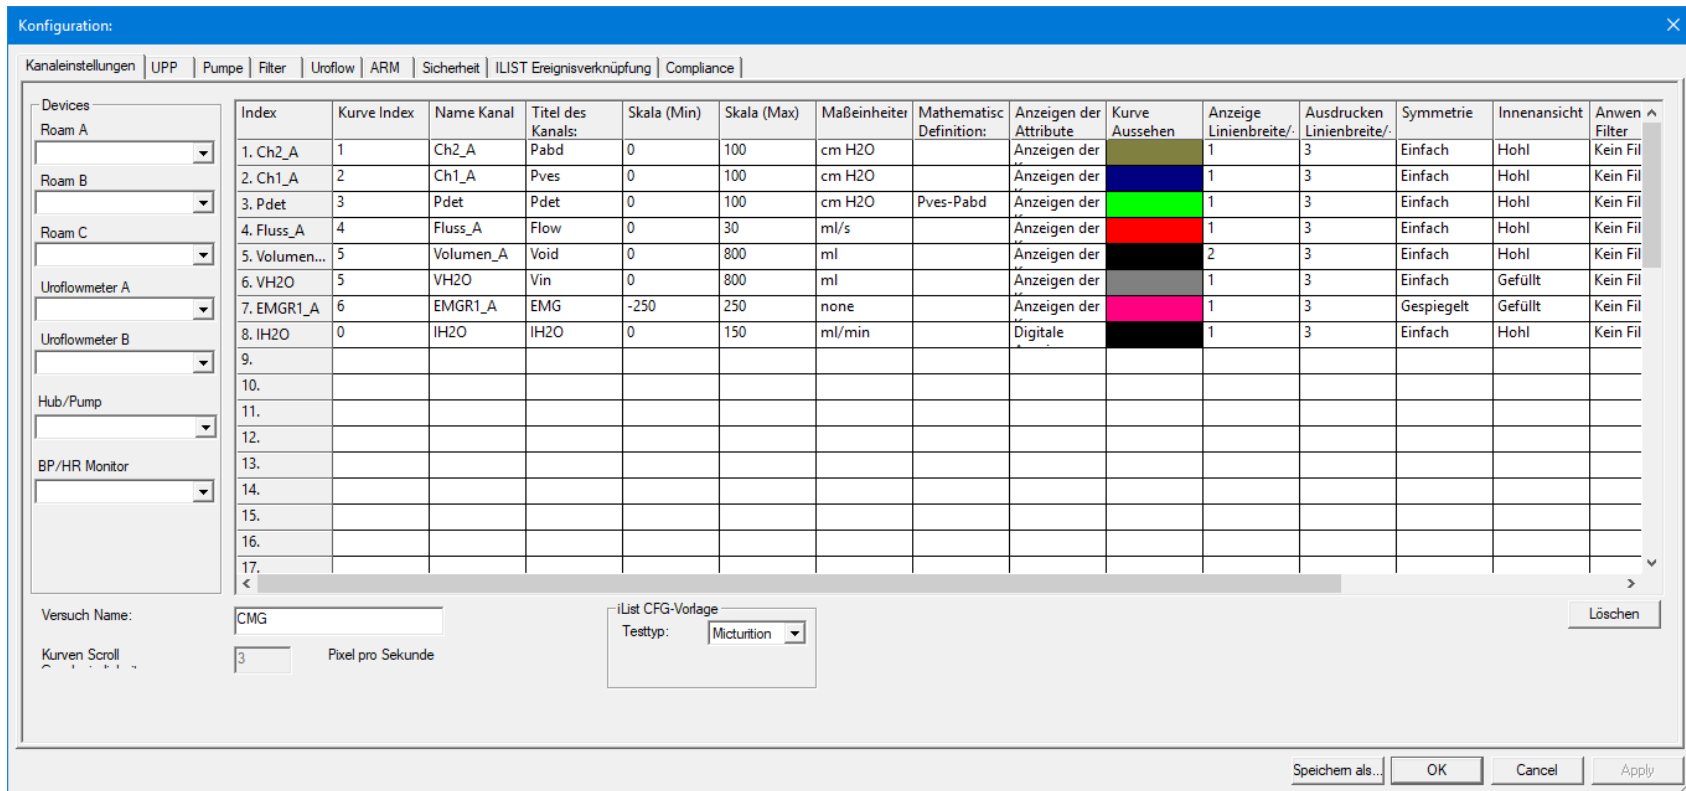 Konfiguration:
Kanaleinstellungen UPP Pumpe Filter Uroflow ARM Sicherheit ILIST Ereignisverknüpfung Compliance
Devices
Roam A
Roam B
Roam C
Uroflowmeter A
Uroflowmeter B
Hub/Pump
BP/HR Monitor
Index Kurve Index Name Kanal Titel des Kanals: Skala (Min) Skala (Max) Maßeinheiter Mathematisc Definition: Anzeigen der Attribute Kurve Aussehen Anzeige Linienbreite/- Ausdrucken Linienbreite/- Symmetrie Innenansicht Anwen Filter
1. Ch2_A 1 Ch2_A Pabd 0 100 cm H2O Anzeigen der 1 3 Einfach Hohl Kein Fil
2. Ch1_A 2 Ch1_A Pves 0 100 cm H2O Anzeigen der 1 3 Einfach Hohl Kein Fil
3. Pdet 3 Pdet Pdet 0 100 cm H2O Pves-Pabd Anzeigen der 1 3 Einfach Hohl Kein Fil
4. Fluss_A 4 Fluss_A Flow 0 30 ml/s Anzeigen der 1 3 Einfach Hohl Kein Fil
5. Volumen... 5 Volumen_A Void 0 800 ml Anzeigen der 2 3 Einfach Hohl Kein Fil
6. VH2O 5 VH2O Vin 0 800 ml Anzeigen der 1 3 Einfach Gefüllt Kein Fil
7. EMGR1_A 6 EMGR1_A EMG -250 250 none Anzeigen der 1 3 Gespiegelt Gefüllt Kein Fil
8. IH2O 0 IH2O IH2O 0 150 ml/min Digitale 1 3 Einfach Hohl Kein Fil
9.
10.
11.
12.
13.
14.
15.
16.
17.
Versuch Name: CMG
Kurven Scroll 3 Pixel pro Sekunde
iList CFG-Vorlage
Testtyp: Micturition
Löschen
Speichern als... OK Cancel Apply